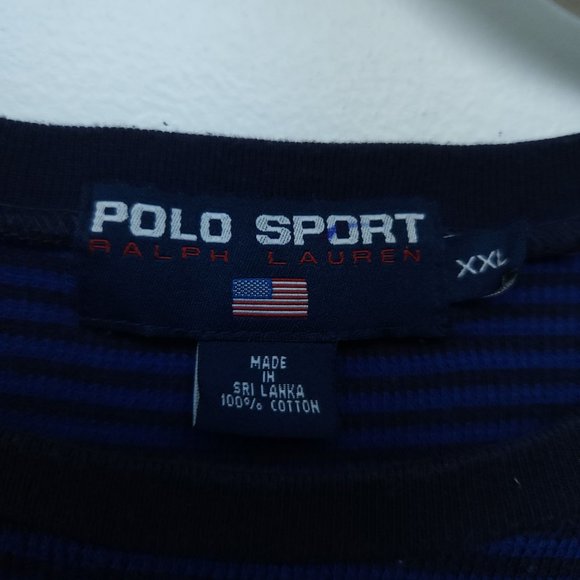 POLO SPORT
RALPH LAUREN
XXL
MADE
IN
SRI LANKA
100% COTTON